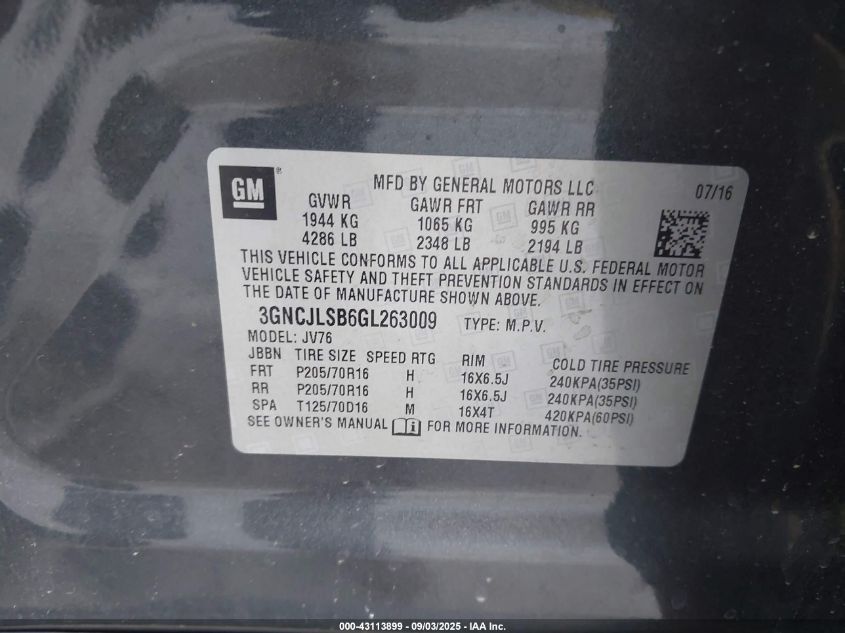 GM
MFD BY GENERAL MOTORS LLC 07/16
GVWR GAWR FRT GAWR RR
1944 KG 1065 KG 995 KG
4286 LB 2348 LB 2194 LB
THIS VEHICLE CONFORMS TO ALL APPLICABLE U.S. FEDERAL MOTOR
VEHICLE SAFETY AND THEFT PREVENTION STANDARDS IN EFFECT ON
THE DATE OF MANUFACTURE SHOWN ABOVE.
3GNCJLSB6GL263009 TYPE: M.P.V.
MODEL: JV76
JBBN TIRE SIZE SPEED RTG RIM COLD TIRE PRESSURE
FRT P205/70R16 H 16X6.5J 240KPA(35PSI)
RR P205/70R16 H 16X6.5J 240KPA(35PSI)
SPA T125/70D16 M 16X4T 420KPA(60PSI)
SEE OWNER'S MANUAL FOR MORE INFORMATION.
000-43113899 - 09/03/2025 - IAA Inc.